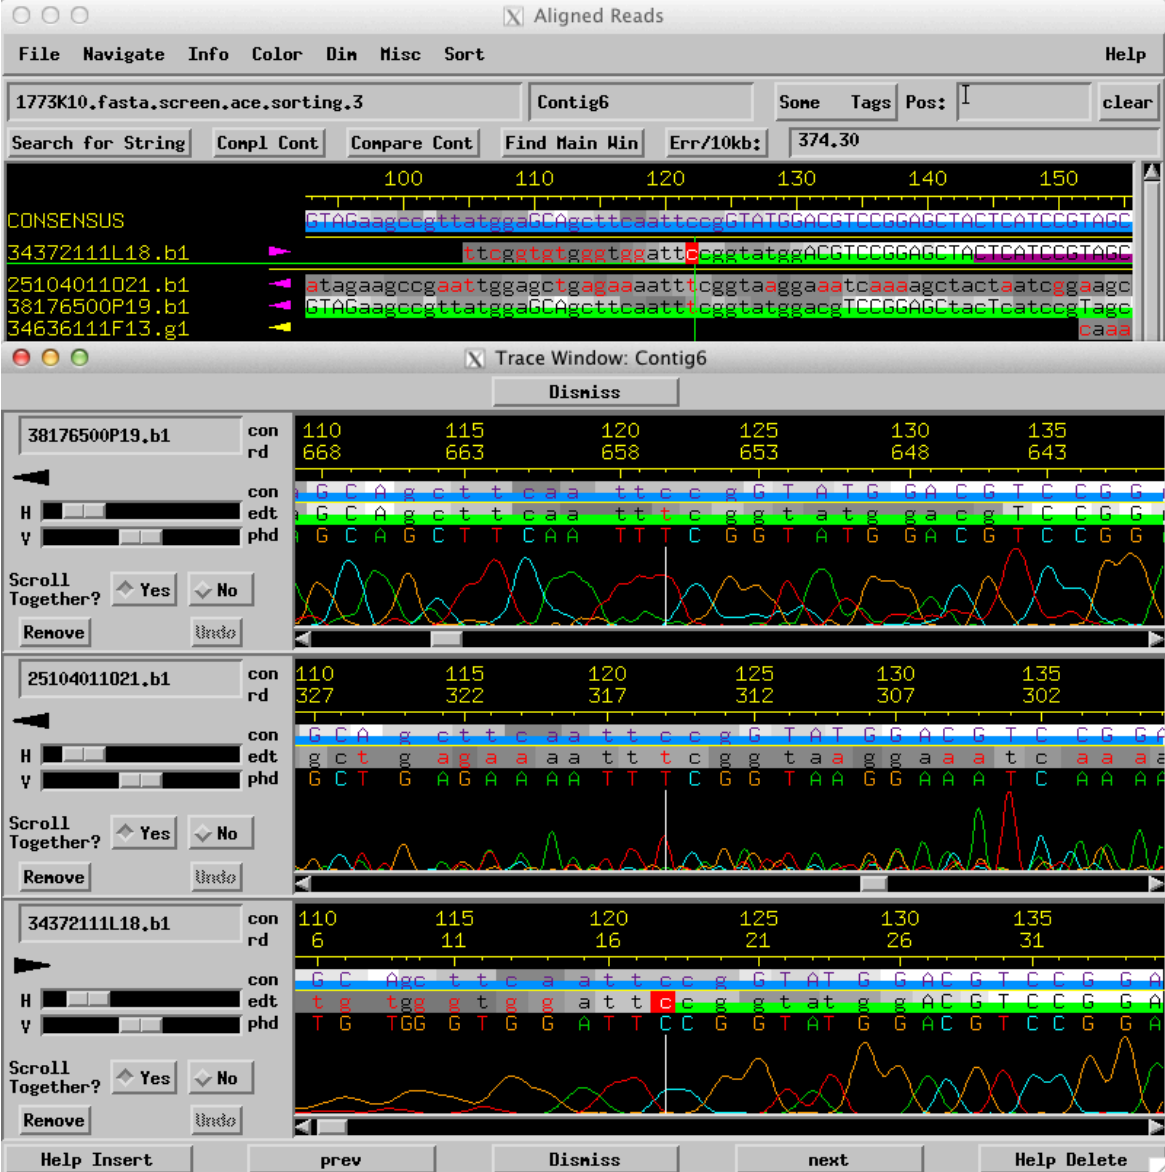 Aligned Reads
File Navigate Info Color Dim Misc Sort Help
1773K10.fasta.screen.ace.sorting.3 Contig6 Some Tags Pos: clear
Search for String Compl Cont Compare Cont Find Main Win Err/10kb: 374.30
100 110 120 130 140 150
CONSENSUS GTAGaagccgttatggaGCAgcttcaattccgGTATGGACGTCCGGAGCTACTCATCCGTAGC
34372111L18.b1 ttcggtgtgggtggattccggtatggACGTCCGGAGCTACTCATCCGTAGC
25104011O21.b1 atagaagccgaattggagctgagaaaatttcggtaaggaaatcaaaagctactaatcggaagc
38176500P19.b1 GTAGaagccgttatggaGCAgcttcaatttcggtatggacgTCCGGAGCtacTcatccgTagc
34636111F13.g1 caaa
Trace Window: Contig6
Dismiss
38176500P19.b1 con 110 115 120 125 130 135
rd 668 663 658 653 648 643
con G C A g c t t c a a t t c c g G T A T G G A C G T C C G G
H edt G C A g c t t c a a t t t c g g t a t g g a c g T C C G G
V phd G C A G C T T C A A T T T C G G T A T G G A C G T C C G G
Scroll Together? Yes No
Remove Undo
25104011O21.b1 con 110 115 120 125 130 135
rd 327 322 317 312 307 302
con G C A g c t t c a a t t c c g G T A T G G A C G T C C G G A
H edt g c t g a g a a a a t t t c g g t a a g g a a a t c a a a a
V phd G C T G A G A A A A T T T C G G T A A G G A A A T C A A A A
Scroll Together? Yes No
Remove Undo
34372111L18.b1 con 110 115 120 125 130 135
rd 6 11 16 21 26 31
con G C A g c t t c a a t t c c g G T A T G G A C G T C C G G A
H edt t g t g g g t g g a t t c c g g t a t g g A C G T C C G G A
V phd T G T G G G T G G A T T C C G G T A T G G A C G T C C G G A
Scroll Together? Yes No
Remove Undo
Help Insert prev Dismiss next Help Delete